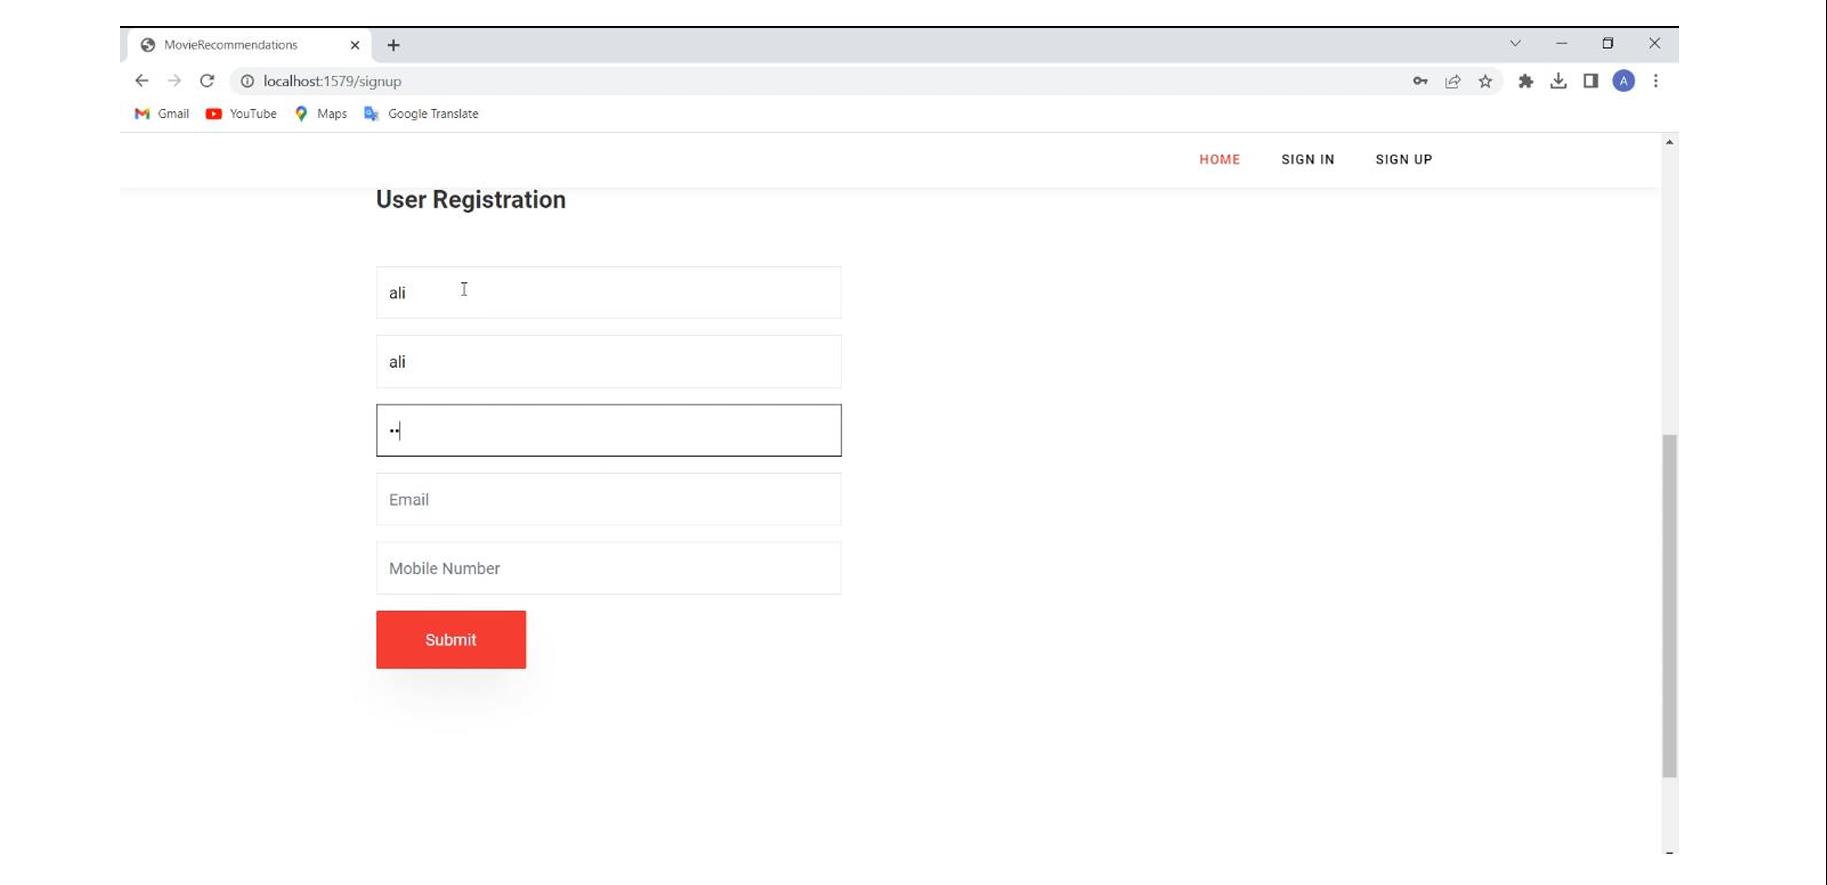 MovieRecommendations
localhost:1579/signup
A
Gmail YouTube Maps Google Translate
HOME SIGN IN SIGN UP
User Registration
ali
ali
••
Email
Mobile Number
Submit